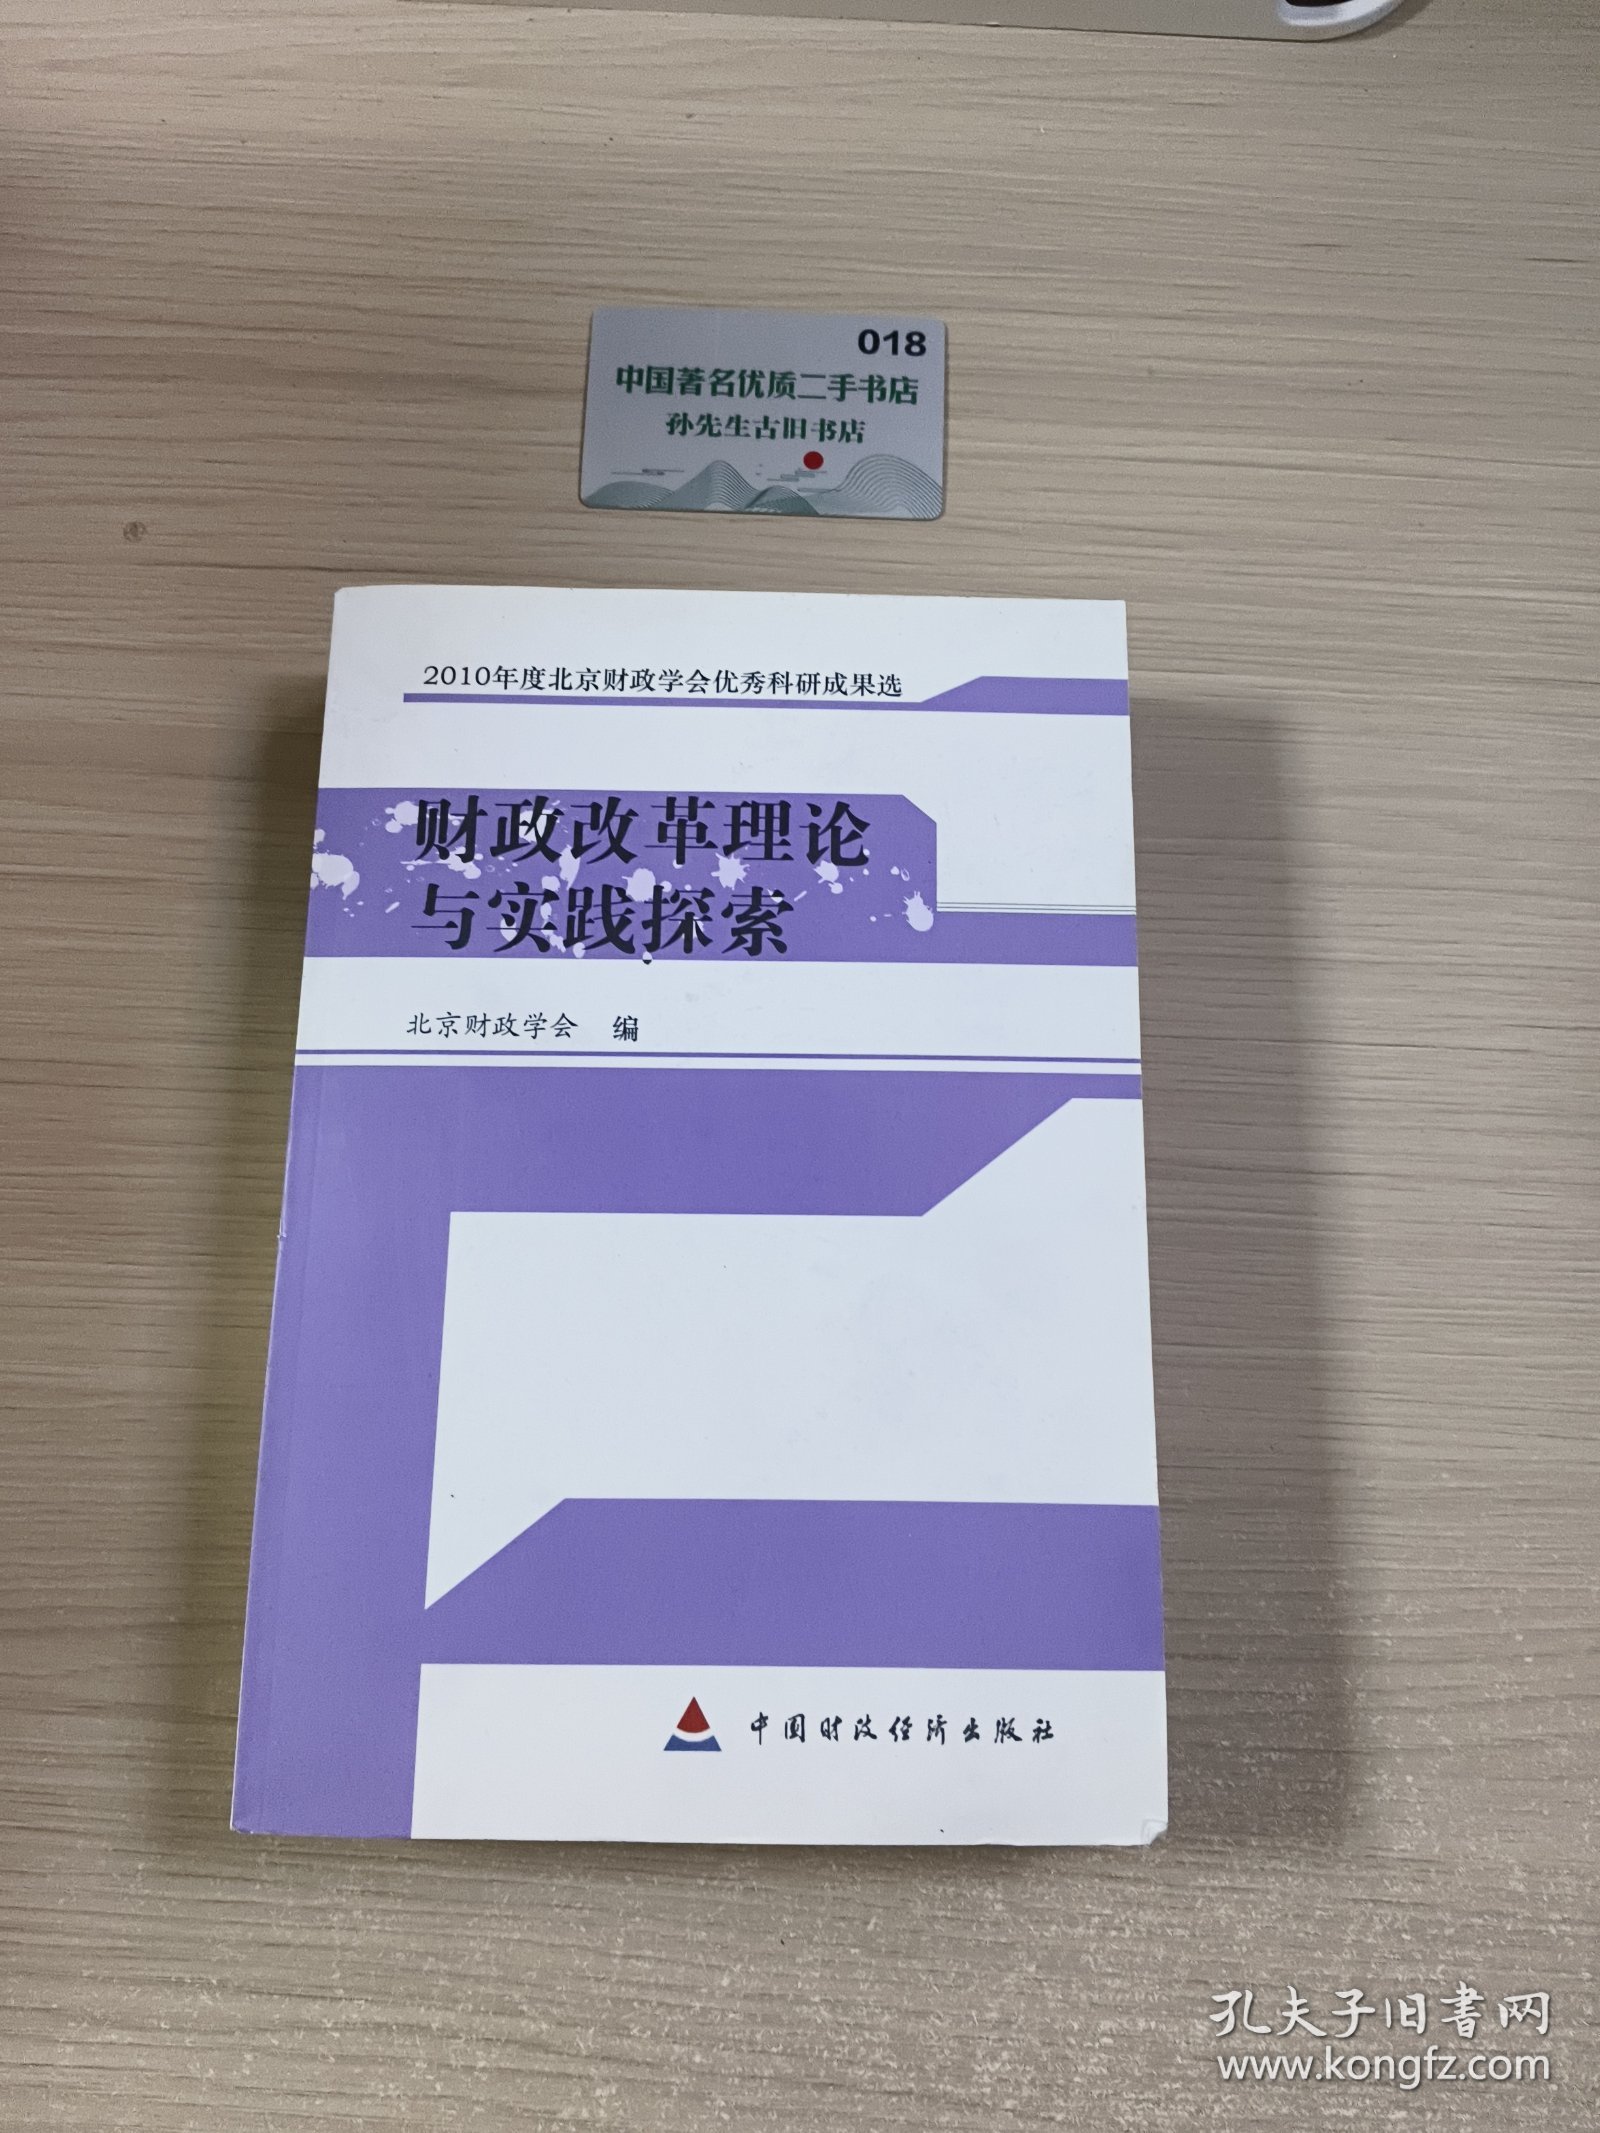 018
中国著名优质二手书店
孙先生古旧书店
2010年度北京财政学会优秀科研成果选
财政改革理论
与实践探索
北京财政学会 编
中国财政经济出版社
孔夫子旧书网
www.kongfz.com